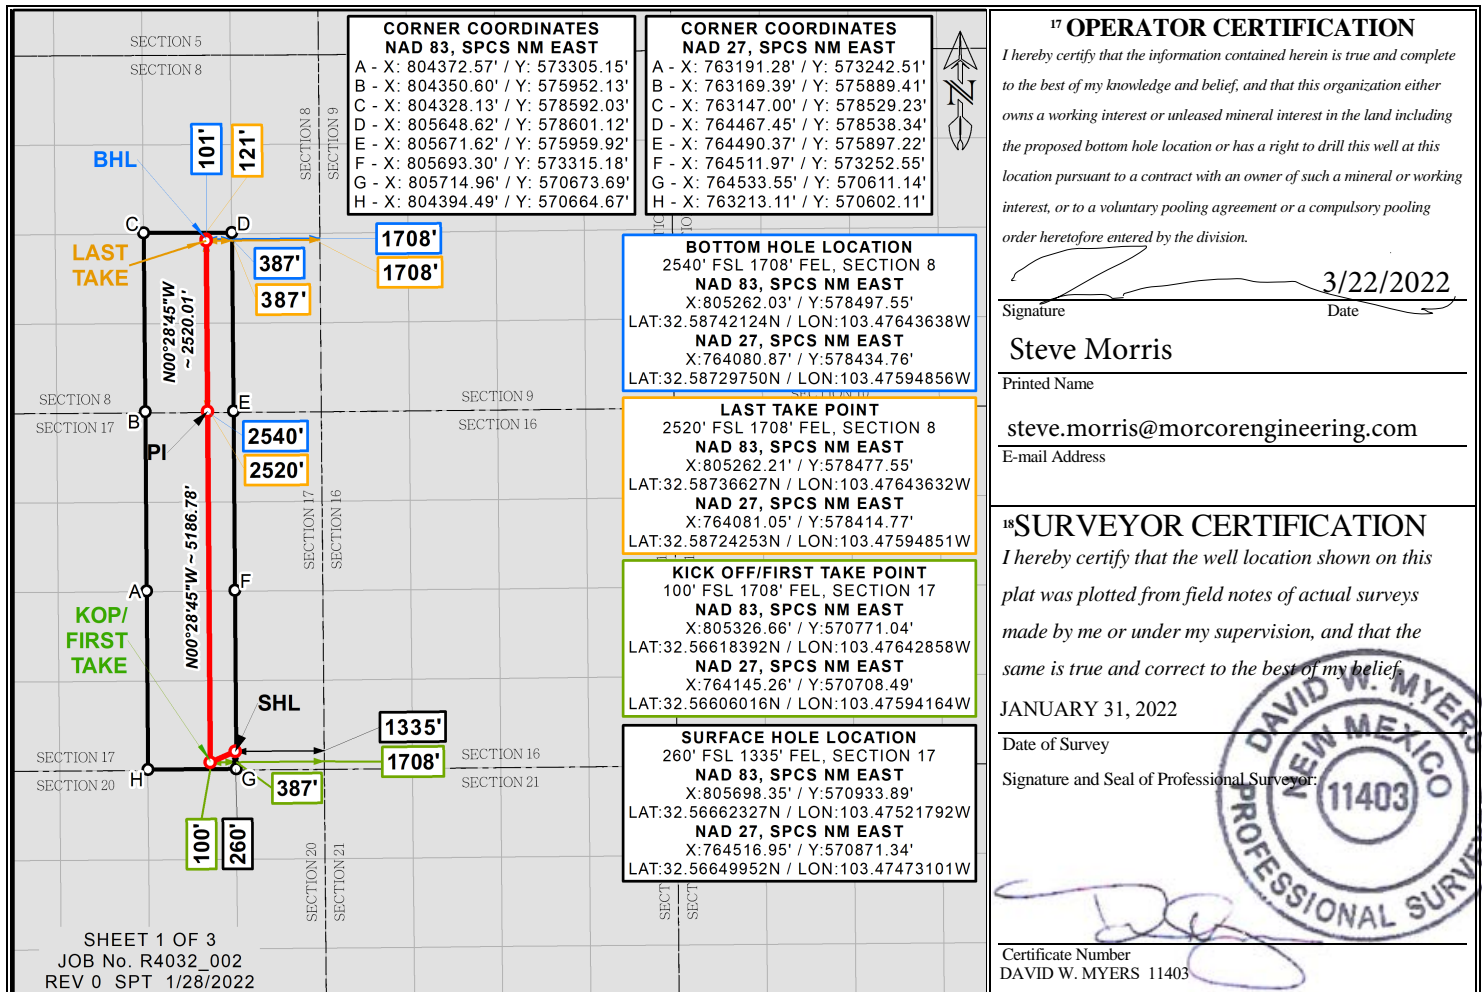 SECTION 5
SECTION 8
SECTION 8
SECTION 9
CORNER COORDINATES
NAD 83, SPCS NM EAST
A - X: 804372.57' / Y: 573305.15'
B - X: 804350.60' / Y: 575952.13'
C - X: 804328.13' / Y: 578592.03'
D - X: 805648.62' / Y: 578601.12'
E - X: 805671.62' / Y: 575959.92'
F - X: 805693.30' / Y: 573315.18'
G - X: 805714.96' / Y: 570673.69'
H - X: 804394.49' / Y: 570664.67'
CORNER COORDINATES
NAD 27, SPCS NM EAST
A - X: 763191.28' / Y: 573242.51'
B - X: 763169.39' / Y: 575889.41'
C - X: 763147.00' / Y: 578529.23'
D - X: 764467.45' / Y: 578538.34'
E - X: 764490.37' / Y: 575897.22'
F - X: 764511.97' / Y: 573252.55'
G - X: 764533.55' / Y: 570611.14'
H - X: 763213.11' / Y: 570602.11'
N
BHL
101'
121'
C
D
LAST
TAKE
387'
387'
1708'
1708'
N00°28'45"W
~ 2520.01'
SECTION 8
SECTION 17
B
E
SECTION 9
SECTION 16
PI
2540'
2520'
SECTION 17
SECTION 16
N00°28'45"W ~ 5186.78'
A
F
KOP/
FIRST
TAKE
SHL
1335'
1708'
SECTION 17
SECTION 20
H
G
387'
SECTION 16
SECTION 21
100'
260'
SECTION 20
SECTION 21
SECT
SECT
BOTTOM HOLE LOCATION
2540' FSL 1708' FEL, SECTION 8
NAD 83, SPCS NM EAST
X:805262.03' / Y:578497.55'
LAT:32.58742124N / LON:103.47643638W
NAD 27, SPCS NM EAST
X:764080.87' / Y:578434.76'
LAT:32.58729750N / LON:103.47594856W
LAST TAKE POINT
2520' FSL 1708' FEL, SECTION 8
NAD 83, SPCS NM EAST
X:805262.21' / Y:578477.55'
LAT:32.58736627N / LON:103.47643632W
NAD 27, SPCS NM EAST
X:764081.05' / Y:578414.77'
LAT:32.58724253N / LON:103.47594851W
KICK OFF/FIRST TAKE POINT
100' FSL 1708' FEL, SECTION 17
NAD 83, SPCS NM EAST
X:805326.66' / Y:570771.04'
LAT:32.56618392N / LON:103.47642858W
NAD 27, SPCS NM EAST
X:764145.26' / Y:570708.49'
LAT:32.56606016N / LON:103.47594164W
SURFACE HOLE LOCATION
260' FSL 1335' FEL, SECTION 17
NAD 83, SPCS NM EAST
X:805698.35' / Y:570933.89'
LAT:32.56662327N / LON:103.47521792W
NAD 27, SPCS NM EAST
X:764516.95' / Y:570871.34'
LAT:32.56649952N / LON:103.47473101W
SHEET 1 OF 3
JOB No. R4032_002
REV 0 SPT 1/28/2022
17 OPERATOR CERTIFICATION
I hereby certify that the information contained herein is true and complete
to the best of my knowledge and belief, and that this organization either
owns a working interest or unleased mineral interest in the land including
the proposed bottom hole location or has a right to drill this well at this
location pursuant to a contract with an owner of such a mineral or working
interest, or to a voluntary pooling agreement or a compulsory pooling
order heretofore entered by the division.
3/22/2022
Signature Date
Steve Morris
Printed Name
steve.morris@morcorengineering.com
E-mail Address
18 SURVEYOR CERTIFICATION
I hereby certify that the well location shown on this
plat was plotted from field notes of actual surveys
made by me or under my supervision, and that the
same is true and correct to the best of my belief.
JANUARY 31, 2022
Date of Survey
Signature and Seal of Professional Surveyor:
DAVID W. MYERS
NEW MEXICO
11403
PROFESSIONAL SURVEY
Certificate Number
DAVID W. MYERS 11403